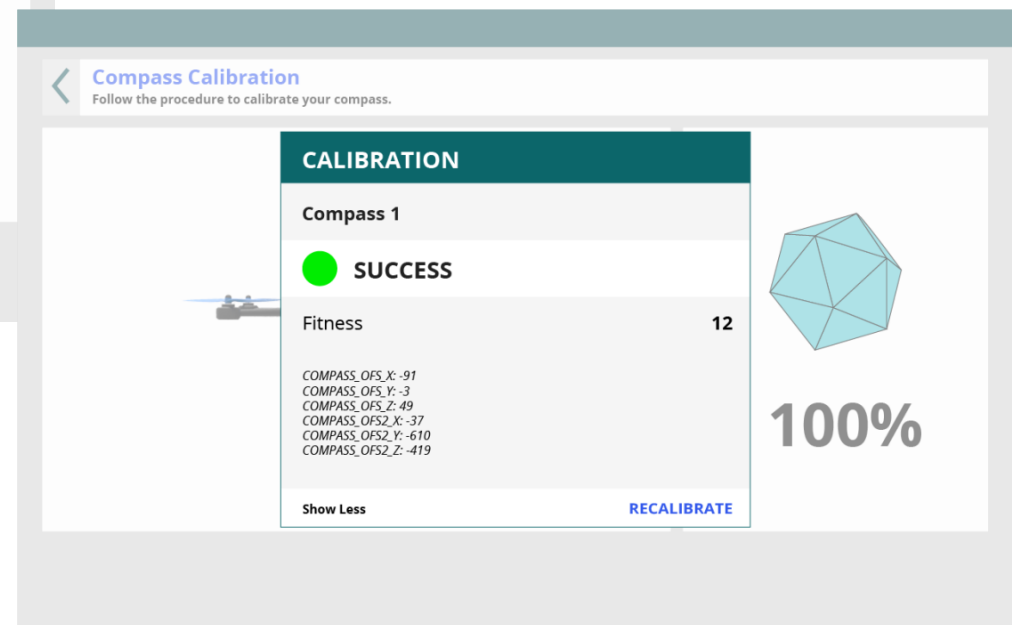 Compass Calibration
Follow the procedure to calibrate your compass.
CALIBRATION
Compass 1
SUCCESS
Fitness 12
COMPASS_OFS_X: -91
COMPASS_OFS_Y: -3
COMPASS_OFS_Z: 49
COMPASS_OFS2_X: -37
COMPASS_OFS2_Y: -610
COMPASS_OFS2_Z: -419
Show Less RECALIBRATE
100%